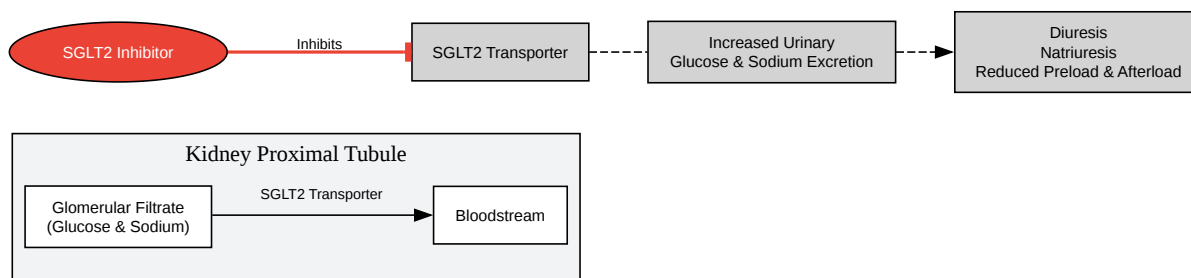 SGLT2 Inhibitor
Inhibits
SGLT2 Transporter
Increased Urinary
Glucose & Sodium Excretion
Diuresis
Natriuresis
Reduced Preload & Afterload
Kidney Proximal Tubule
Glomerular Filtrate
(Glucose & Sodium)
SGLT2 Transporter
Bloodstream